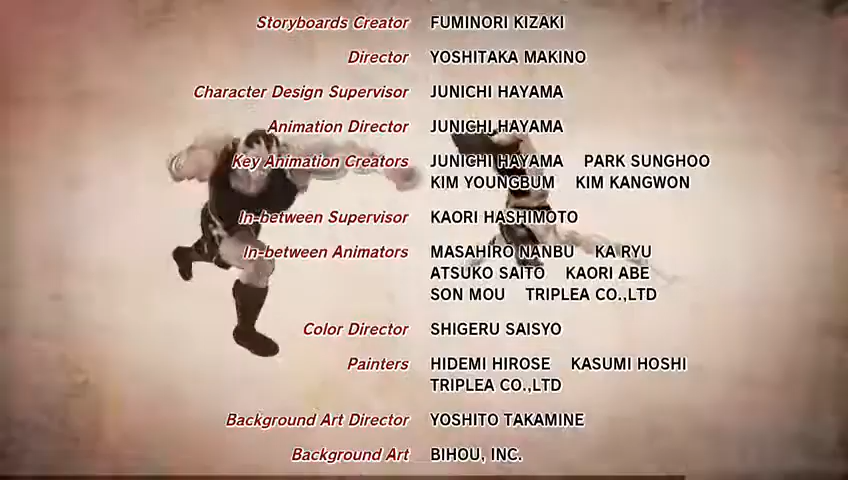 Storyboards Creator FUMINORI KIZAKI
Director YOSHITAKA MAKINO
Character Design Supervisor JUNICHI HAYAMA
Animation Director JUNICHI HAYAMA
Key Animation Creators JUNICHI HAYAMA PARK SUNGHOO
KIM YOUNGBUM KIM KANGWON
In-between Supervisor KAORI HASHIMOTO
In-between Animators MASAHIRO NANBU KA RYU
ATSUKO SAITO KAORI ABE
SON MOU TRIPLEA CO.,LTD
Color Director SHIGERU SAISYO
Painters HIDEMI HIROSE KASUMI HOSHI
TRIPLEA CO.,LTD
Background Art Director YOSHITO TAKAMINE
Background Art BIHOU, INC.